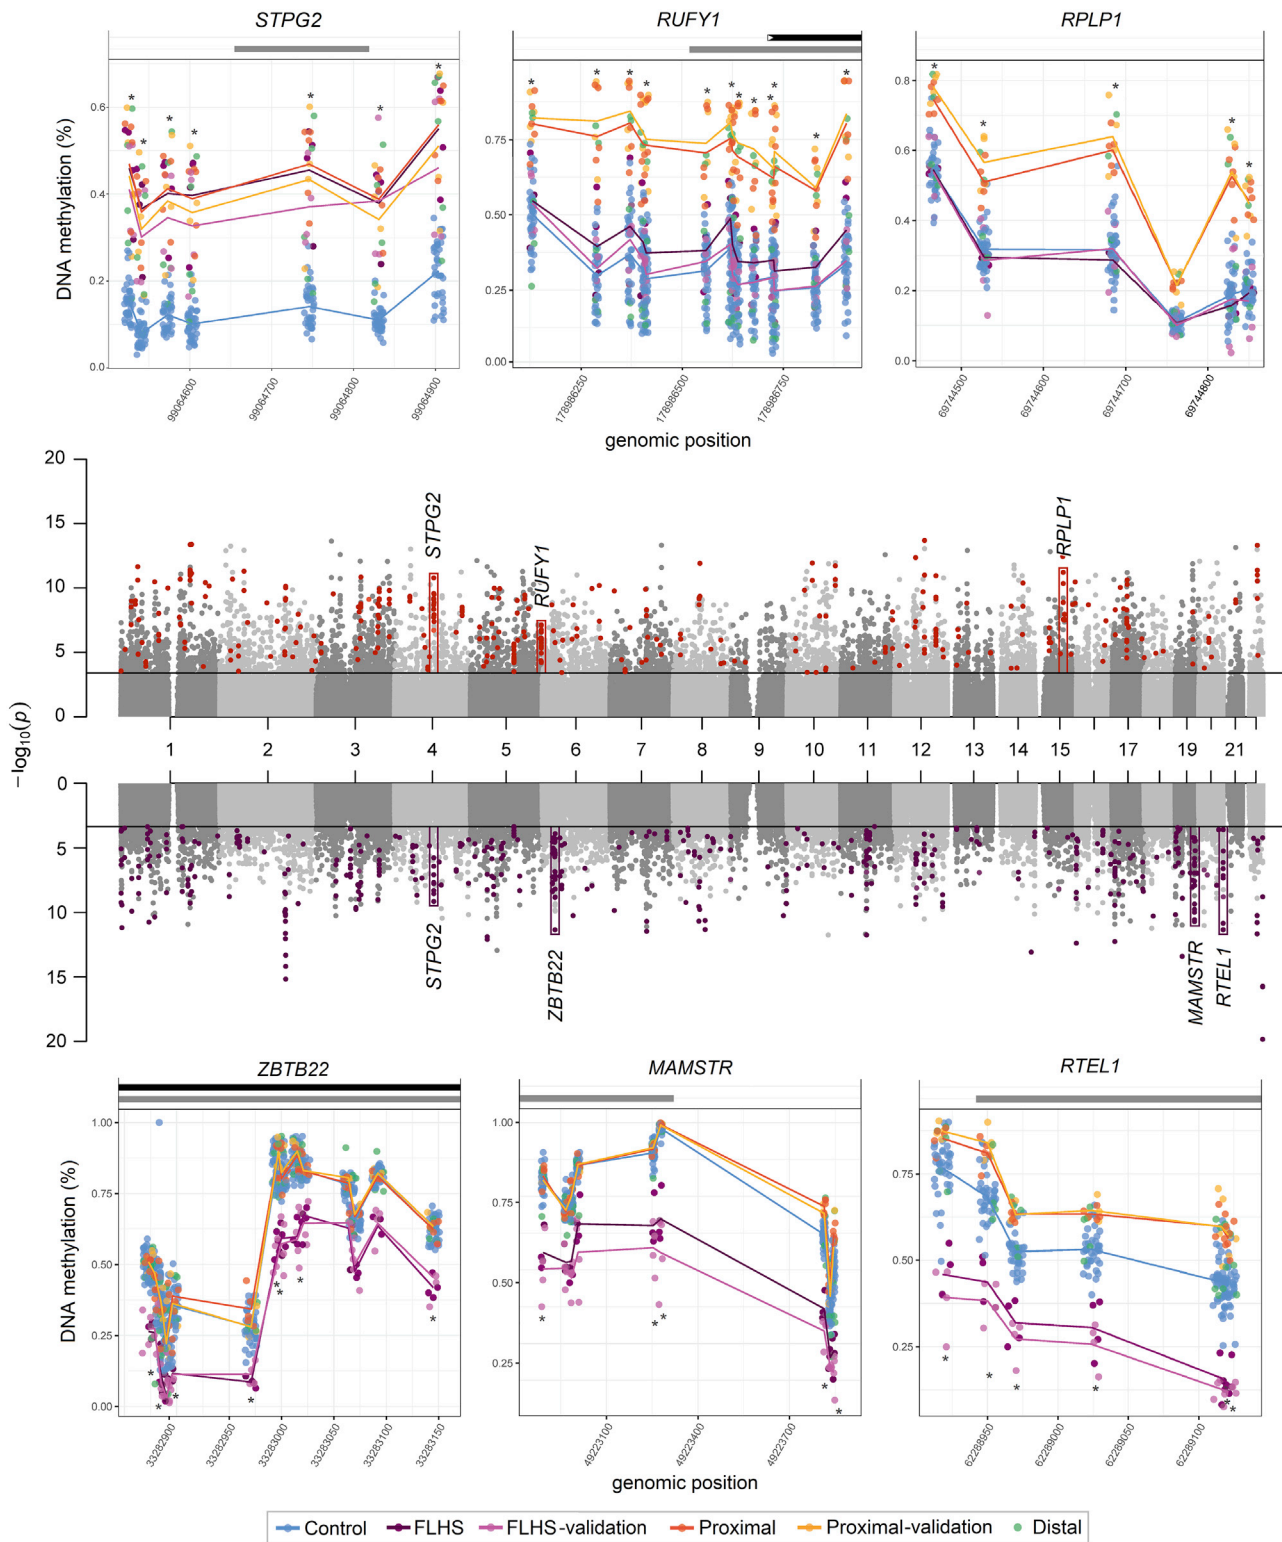 STPG2 RUFY1 RPLP1
* * * * * * *
* * * * * * * * * * *
* * * * *
DNA methylation (%)
0.6
0.4
0.2
0.0
0.75
0.50
0.25
0.00
0.8
0.6
0.4
0.2
0.0
99064600 99064700 99064800 99064900
178986250 178986500 178986750
69744500 69744600 69744700 69744800
genomic position
20
15
10
5
0
STPG2 RUFY1 RPLP1
−log10(p)
1 2 3 4 5 6 7 8 9 10 11 12 13 14 15 17 19 21
0
5
10
15
20
STPG2 ZBTB22 MAMSTR RTEL1
ZBTB22 MAMSTR RTEL1
DNA methylation (%)
1.00
0.75
0.50
0.25
0.00
1.00
0.75
0.50
0.25
0.75
0.50
0.25
* * * * * * * *
* * * * *
* * * * * *
33282900 33282950 33283000 33283050 33283100 33283150
49223100 49223400 49223700
62288950 62289000 62289050 62289100
genomic position
Control FLHS FLHS-validation Proximal Proximal-validation Distal